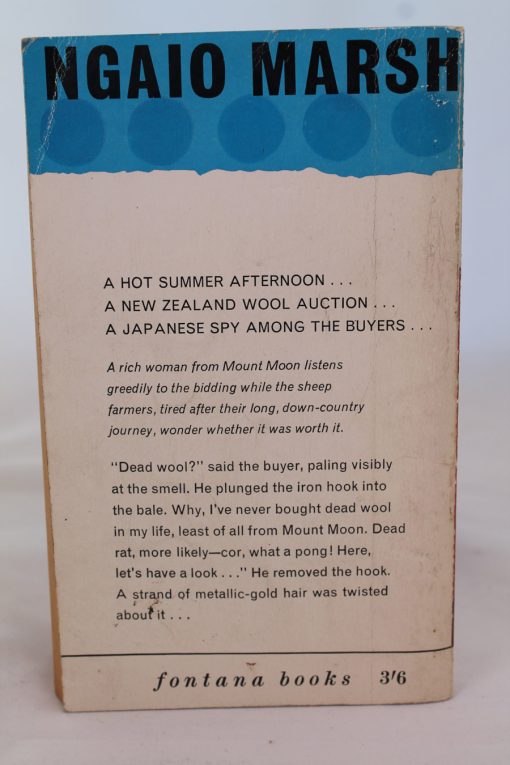 NGAIO MARSH
A HOT SUMMER AFTERNOON . . .
A NEW ZEALAND WOOL AUCTION . . .
A JAPANESE SPY AMONG THE BUYERS . . .
A rich woman from Mount Moon listens
greedily to the bidding while the sheep
farmers, tired after their long, down-country
journey, wonder whether it was worth it.
"Dead wool?" said the buyer, paling visibly
at the smell. He plunged the iron hook into
the bale. Why, I've never bought dead wool
in my life, least of all from Mount Moon. Dead
rat, more likely—cor, what a pong! Here,
let's have a look . . ." He removed the hook.
A strand of metallic-gold hair was twisted
about it . . .
fontana books 3'6